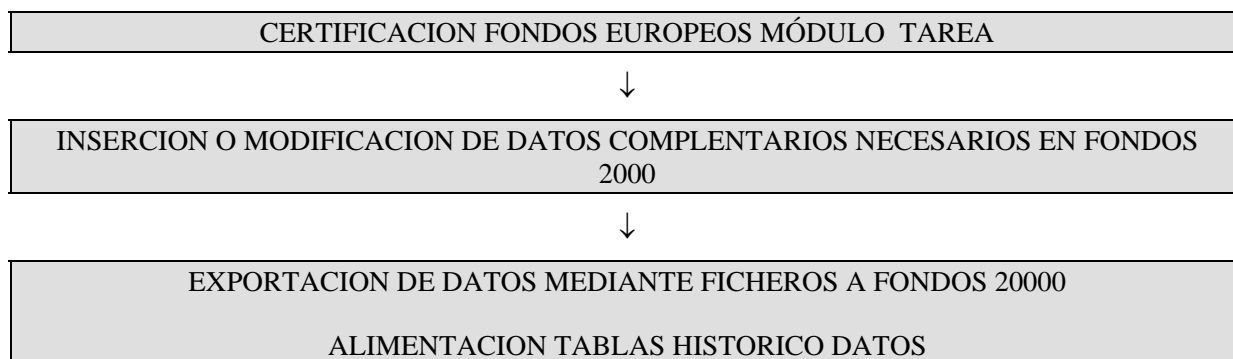 CERTIFICACION FONDOS EUROPEOS MÓDULO TAREA
↓
INSERCION O MODIFICACION DE DATOS COMPLENTARIOS NECESARIOS EN FONDOS
2000
↓
EXPORTACION DE DATOS MEDIANTE FICHEROS A FONDOS 20000
ALIMENTACION TABLAS HISTORICO DATOS